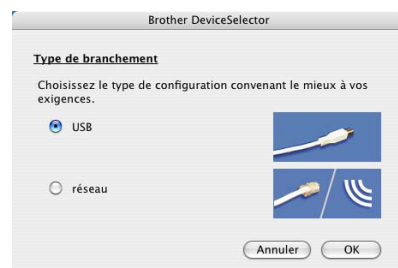 Brother DeviceSelector
Type de branchement
Choisissez le type de configuration convenant le mieux à vos
exigences.
USB
réseau
Annuler
OK